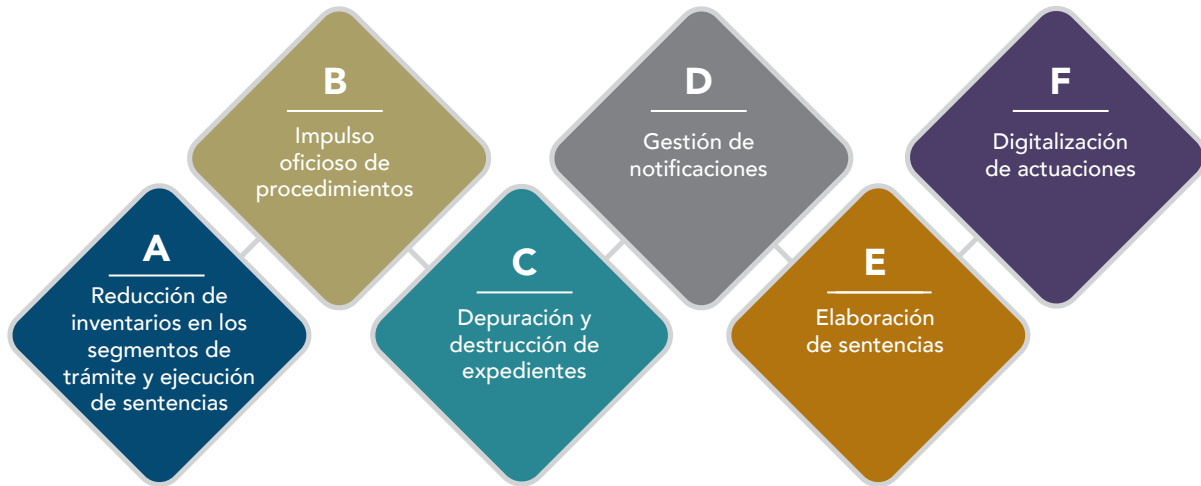 A
Reducción de
inventarios en los
segmentos de
trámite y ejecución
de sentencias
B
Impulso
oficioso de
procedimientos
C
Depuración y
destrucción de
expedientes
D
Gestión de
notificaciones
E
Elaboración
de sentencias
F
Digitalización
de actuaciones